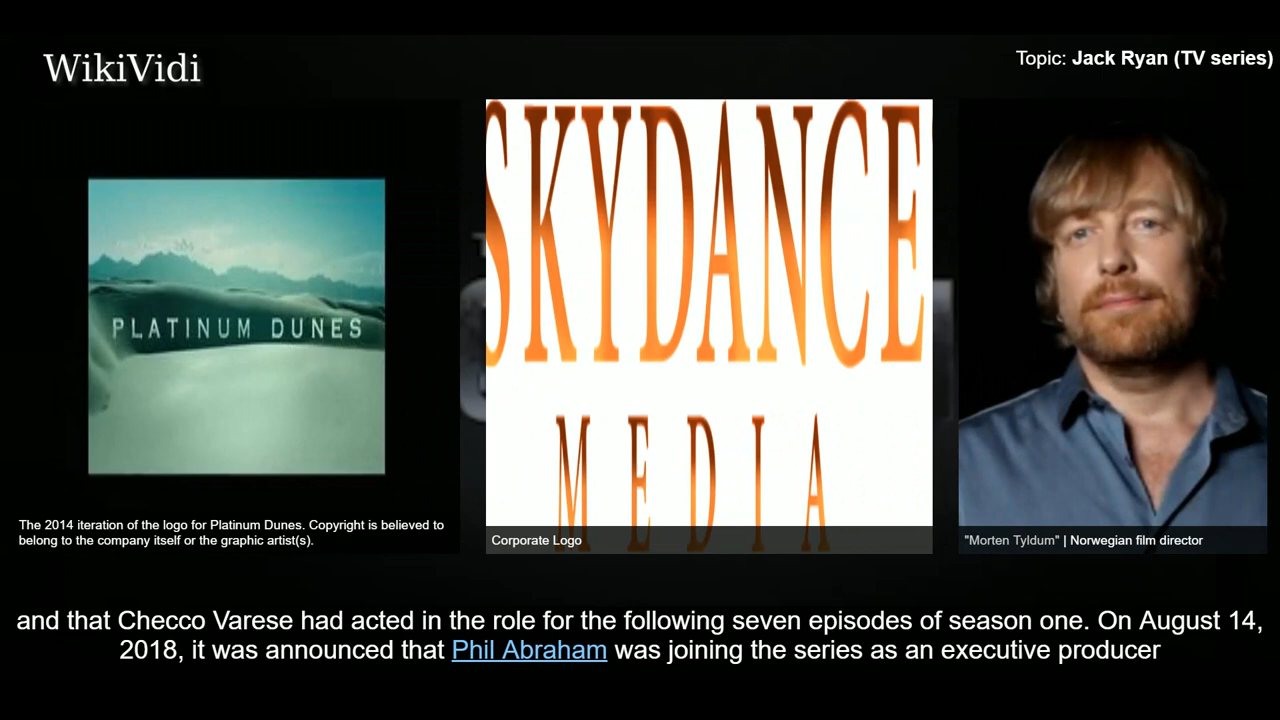 WikiVidi
Topic: Jack Ryan (TV series)
PLATINUM DUNES
The 2014 iteration of the logo for Platinum Dunes. Copyright is believed to
belong to the company itself or the graphic artist(s).
SKYDANCE
MEDIA
Corporate Logo
"Morten Tyldum" | Norwegian film director
and that Checco Varese had acted in the role for the following seven episodes of season one. On August 14,
2018, it was announced that Phil Abraham was joining the series as an executive producer